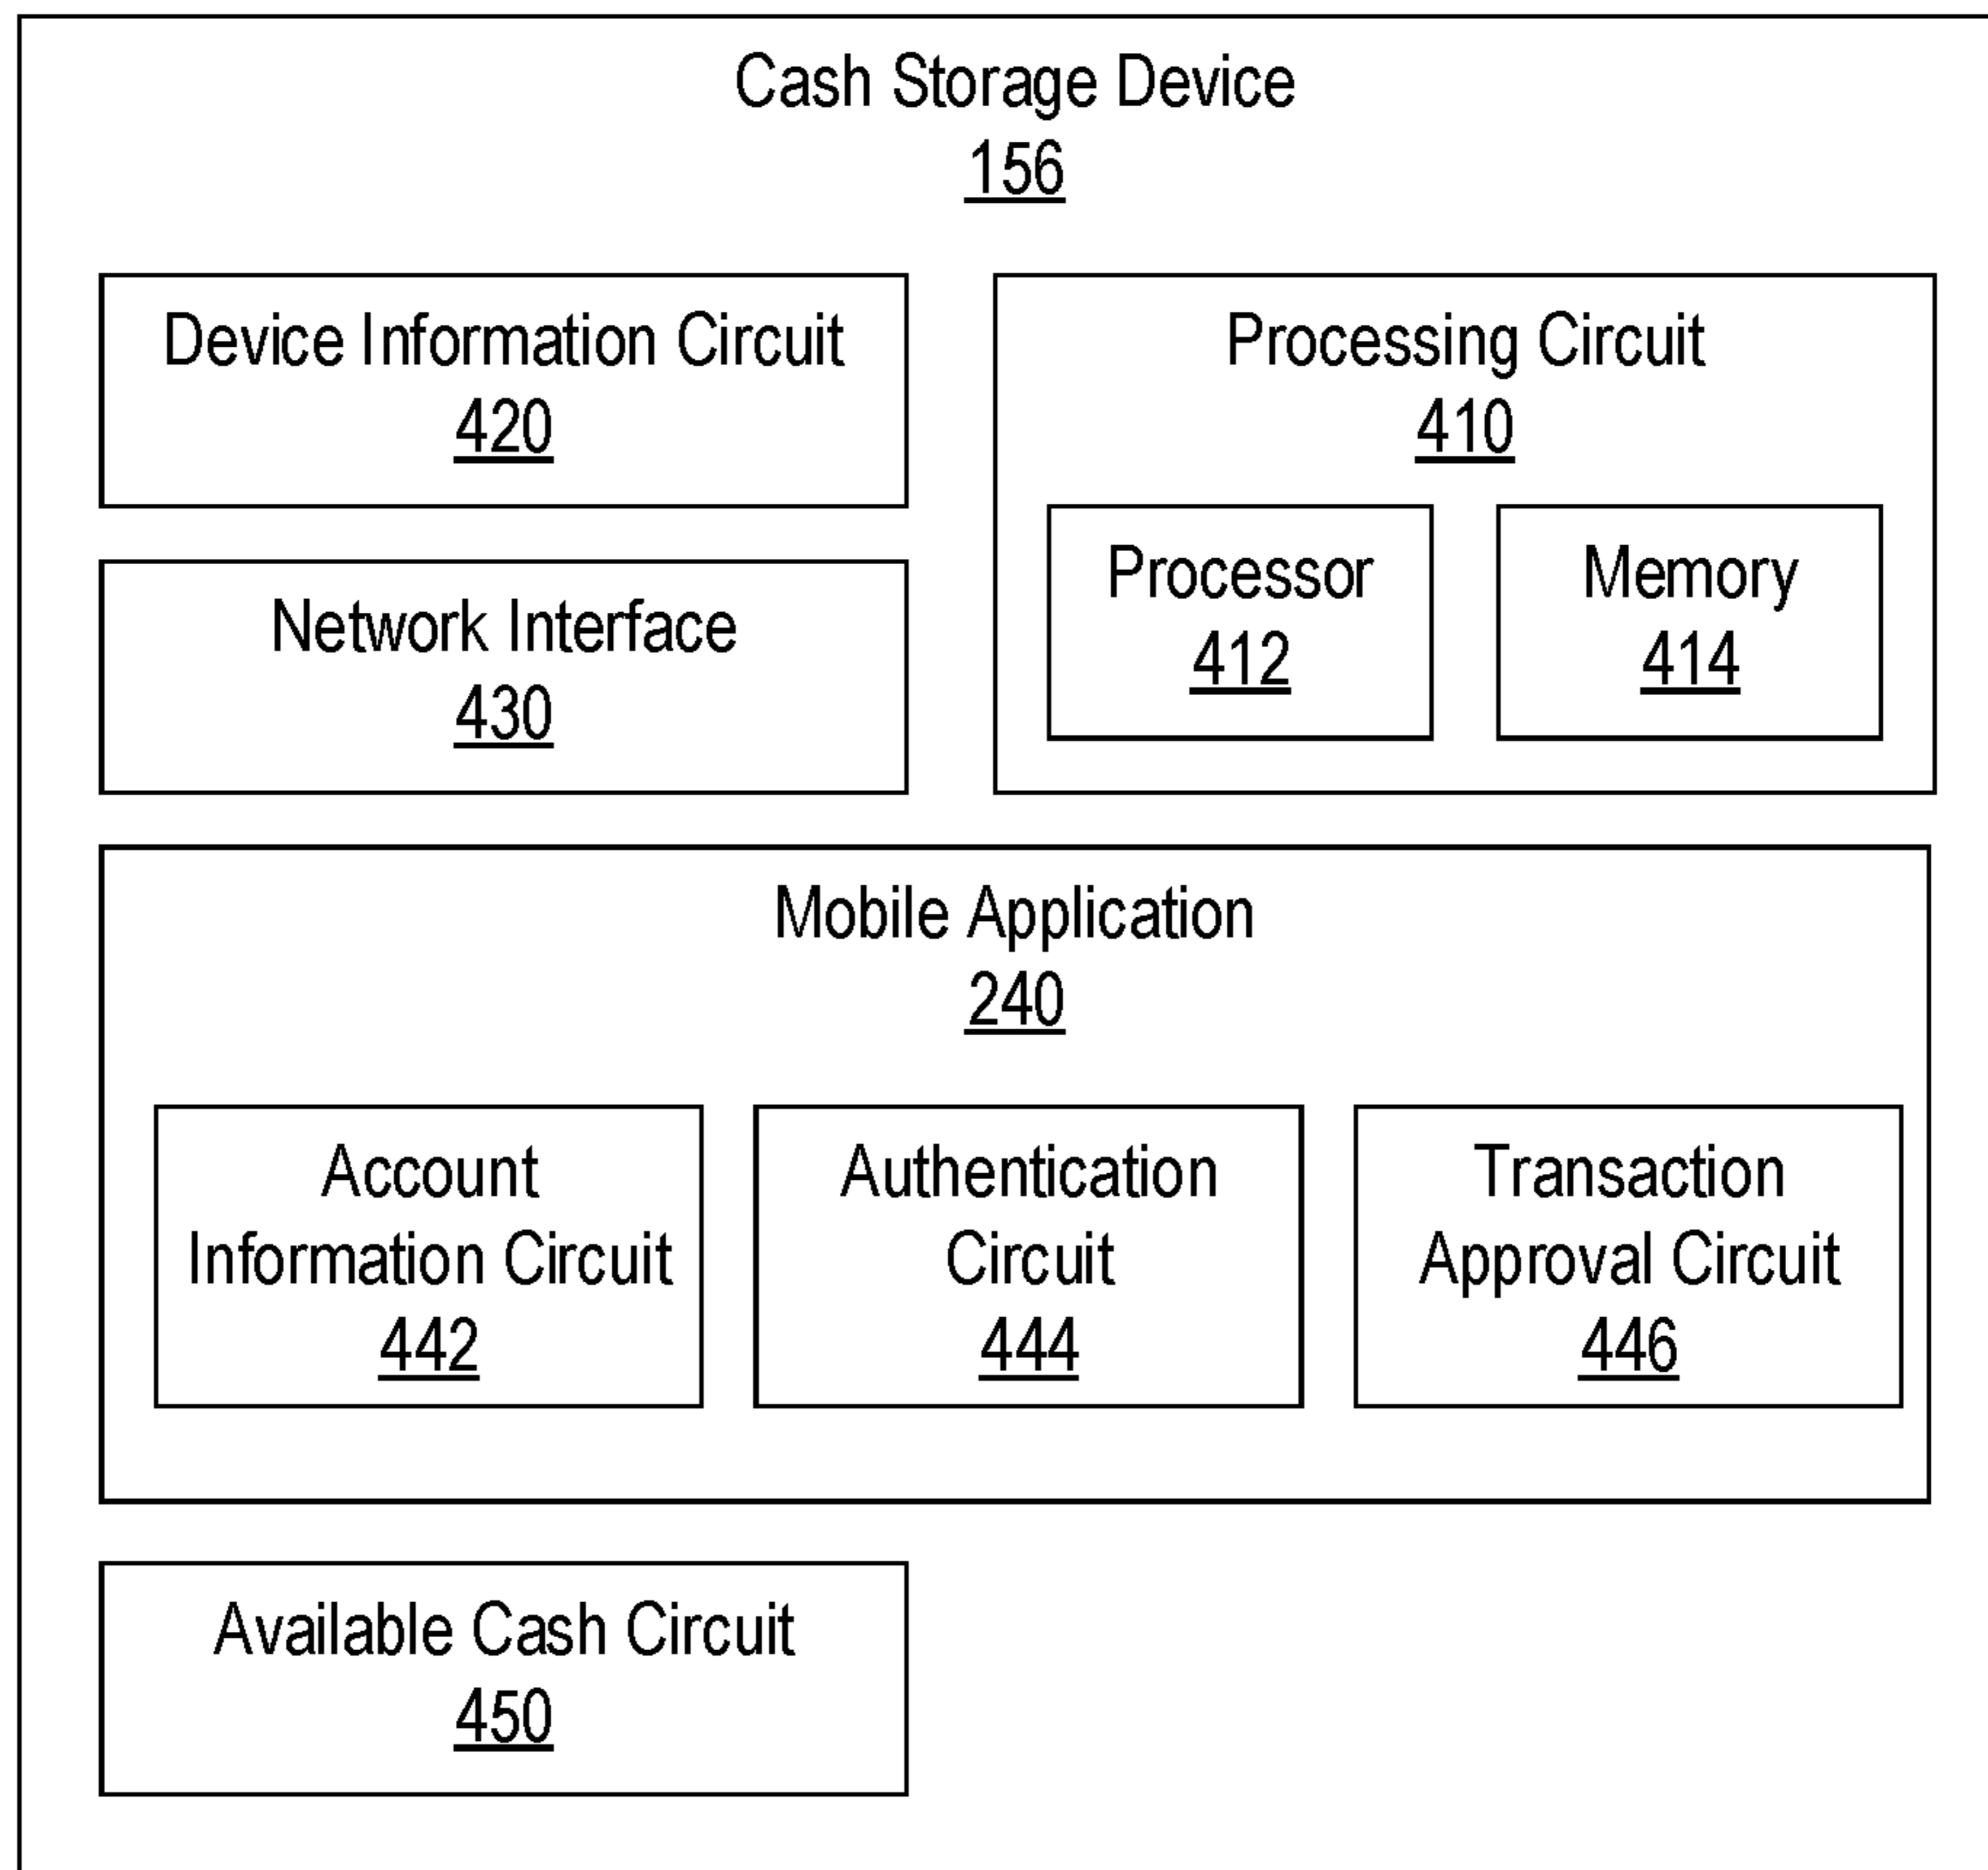 Cash Storage Device
156
Device Information Circuit
420
Processing Circuit
410
Processor
412
Memory
414
Network Interface
430
Mobile Application
240
Account
Information Circuit
442
Authentication
Circuit
444
Transaction
Approval Circuit
446
Available Cash Circuit
450